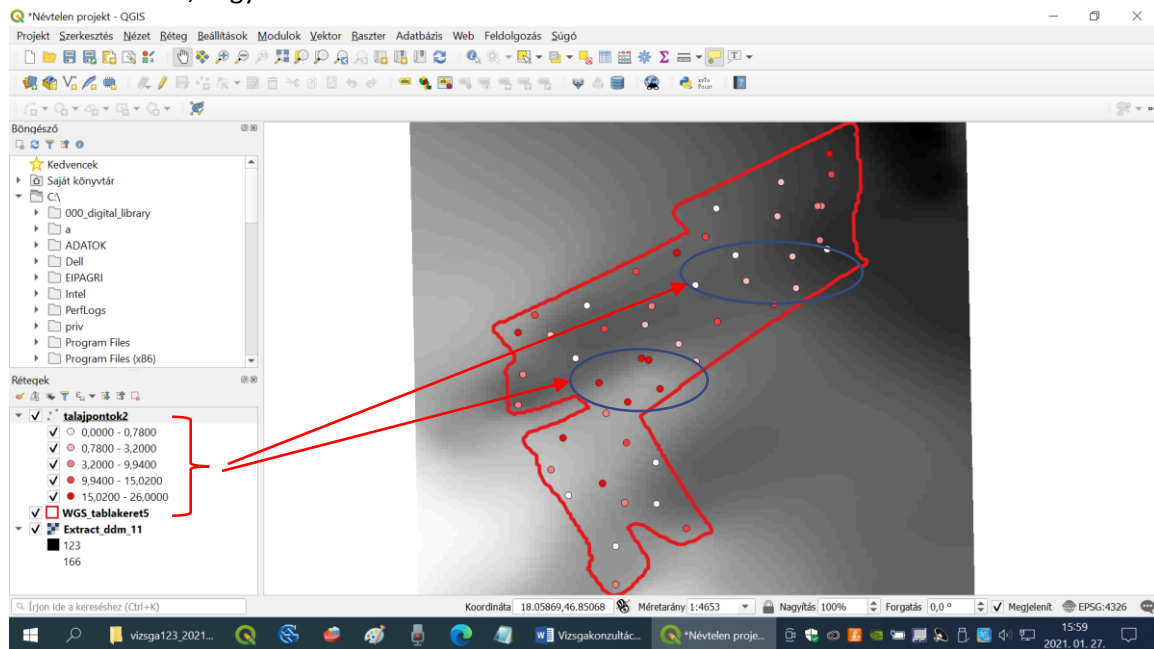 *Névtelen projekt - QGIS
Projekt Szerkesztés Nézet Réteg Beállítások Modulok Vektor Raszter Adatbázis Web Feldolgozás Súgó
Böngésző
Kedvencek
Saját könyvtár
C:\
000_digital_library
a
ADATOK
Dell
EIPAGRI
Intel
PerfLogs
priv
Program Files
Program Files (x86)
Rétegek
talajpontok2
0,0000 - 0,7800
0,7800 - 3,2000
3,2000 - 9,9400
9,9400 - 15,0200
15,0200 - 26,0000
WGS_tablakeret5
Extract_ddm_11
123
166
Írjon ide a kereséshez (Ctrl+K)
Koordináta 18.05869,46.85068 Méretarány 1:4653 Nagyítás 100% Forgatás 0,0 ° Megjelenít EPSG:4326
vizsga123_2021... Vizsgakonzultác... *Névtelen proje... 15:59
2021. 01. 27.